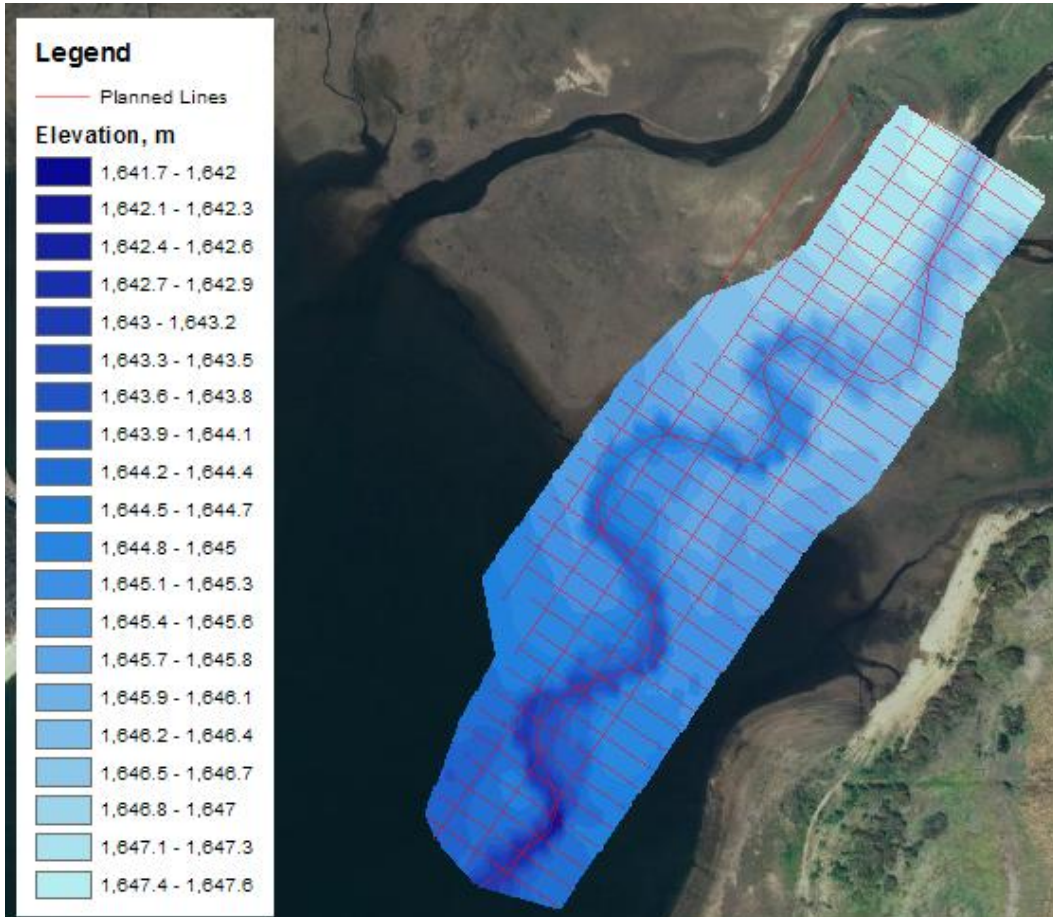 Legend
Planned Lines
Elevation, m
1,641.7 - 1,642
1,642.1 - 1,642.3
1,642.4 - 1,642.6
1,642.7 - 1,642.9
1,643 - 1,643.2
1,643.3 - 1,643.5
1,643.6 - 1,643.8
1,643.9 - 1,644.1
1,644.2 - 1,644.4
1,644.5 - 1,644.7
1,644.8 - 1,645
1,645.1 - 1,645.3
1,645.4 - 1,645.6
1,645.7 - 1,645.8
1,645.9 - 1,646.1
1,646.2 - 1,646.4
1,646.5 - 1,646.7
1,646.8 - 1,647
1,647.1 - 1,647.3
1,647.4 - 1,647.6